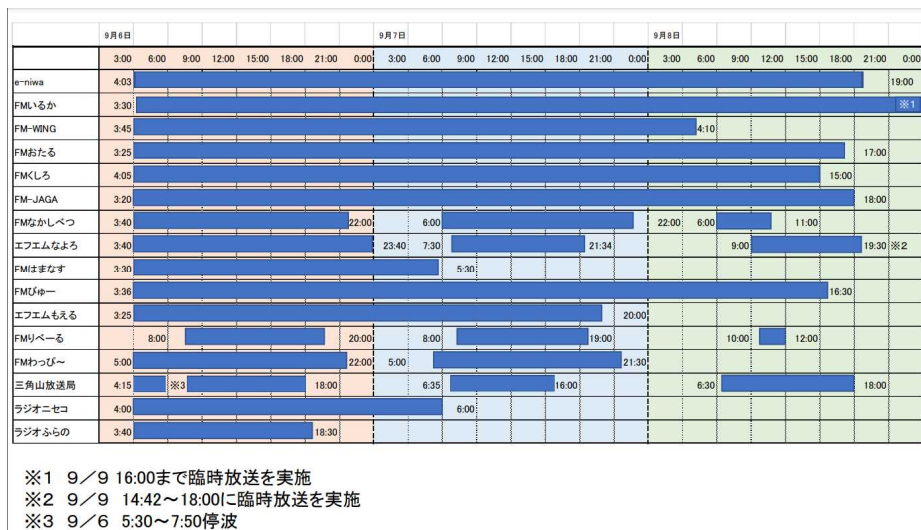 9月6日 9月7日 9月8日
3:00 6:00 9:00 12:00 15:00 18:00 21:00 0:00 3:00 6:00 9:00 12:00 15:00 18:00 21:00 0:00 3:00 6:00 9:00 12:00 15:00 18:00 21:00 0:00
e-niwa 4:03 19:00
FMいるか 3:30 ※1
FM-WING 3:45 4:10
FMおたる 3:25 17:00
FMくしろ 4:05 15:00
FM-JAGA 3:20 18:00
FMなかしべつ 3:40 22:00 6:00 22:00 6:00 11:00
エフエムなよろ 3:40 23:40 7:30 21:34 9:00 19:30 ※2
FMはまなす 3:30 5:30
FMびゅー 3:36 16:30
エフエムもえる 3:25 20:00
FMりべーる 8:00 20:00 8:00 19:00 10:00 12:00
FMわっぴ～ 5:00 22:00 5:00 21:30
三角山放送局 4:15 ※3 18:00 6:35 16:00 6:30 18:00
ラジオニセコ 4:00 6:00
ラジオふらの 3:40 18:30
※1 9／9 16:00まで臨時放送を実施
※2 9／9 14:42～18:00に臨時放送を実施
※3 9／6 5:30～7:50停波